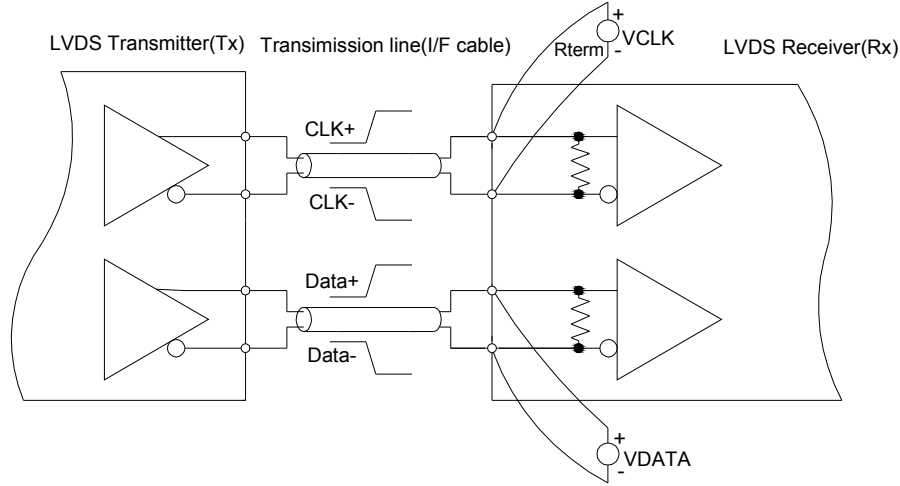 LVDS Transmitter(Tx)
Transimission line(I/F cable)
+
VCLK
Rterm
-
LVDS Receiver(Rx)
CLK+
CLK-
Data+
Data-
+
VDATA
-